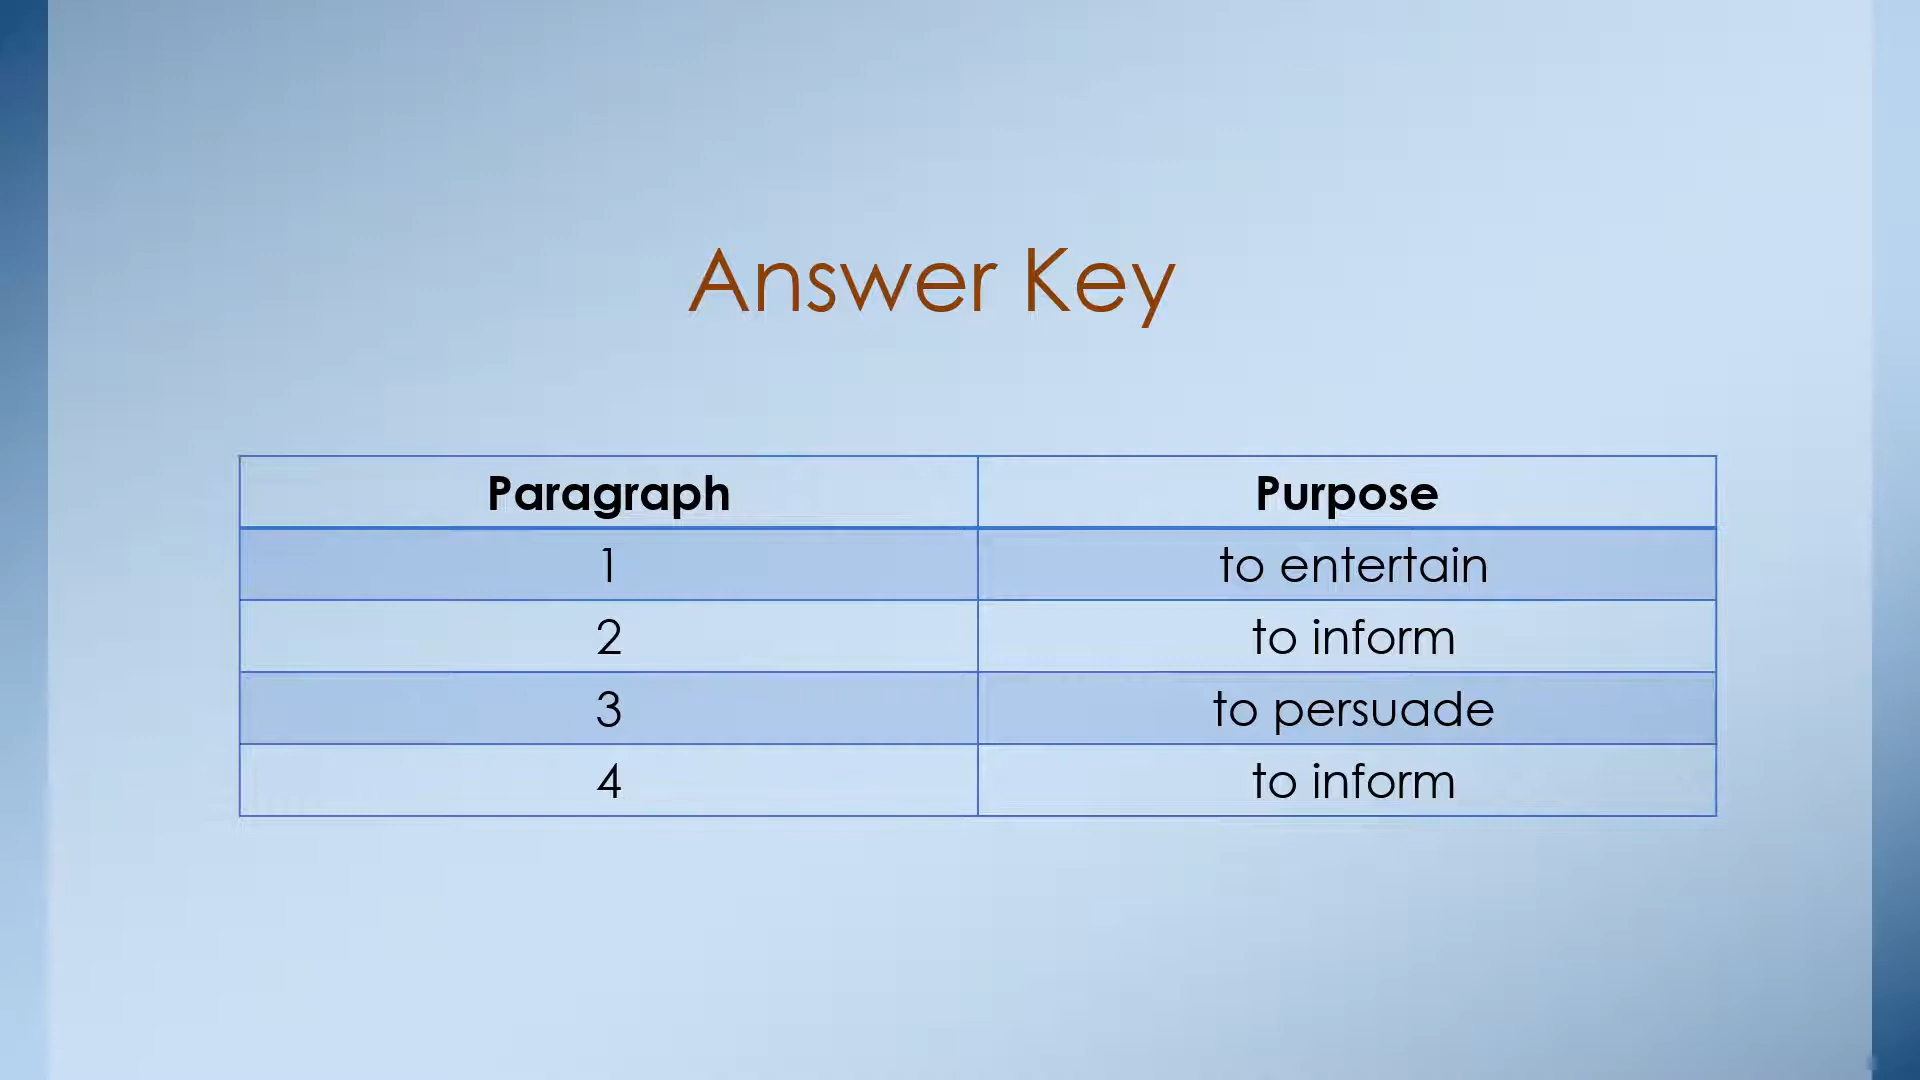 Answer Key
Paragraph Purpose
1 to entertain
2 to inform
3 to persuade
4 to inform